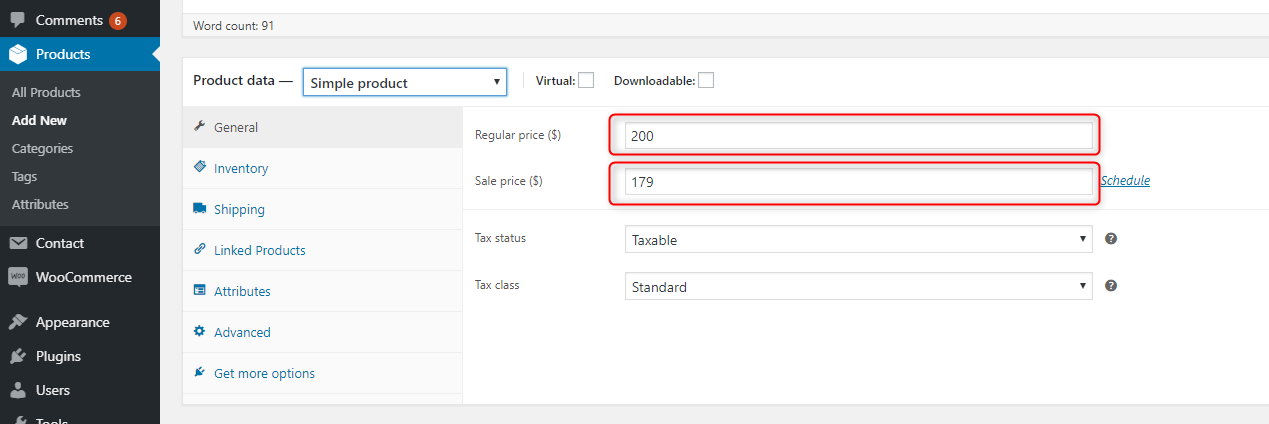 Comments 6
Products
All Products
Add New
Categories
Tags
Attributes
Contact
WOO WooCommerce
Appearance
Plugins
Users
Tools
Word count: 91
Product data — Simple product Virtual: Downloadable:
General
Inventory
Shipping
Linked Products
Attributes
Advanced
Get more options
Regular price ($) 200
Sale price ($) 179 Schedule
Tax status Taxable ?
Tax class Standard ?